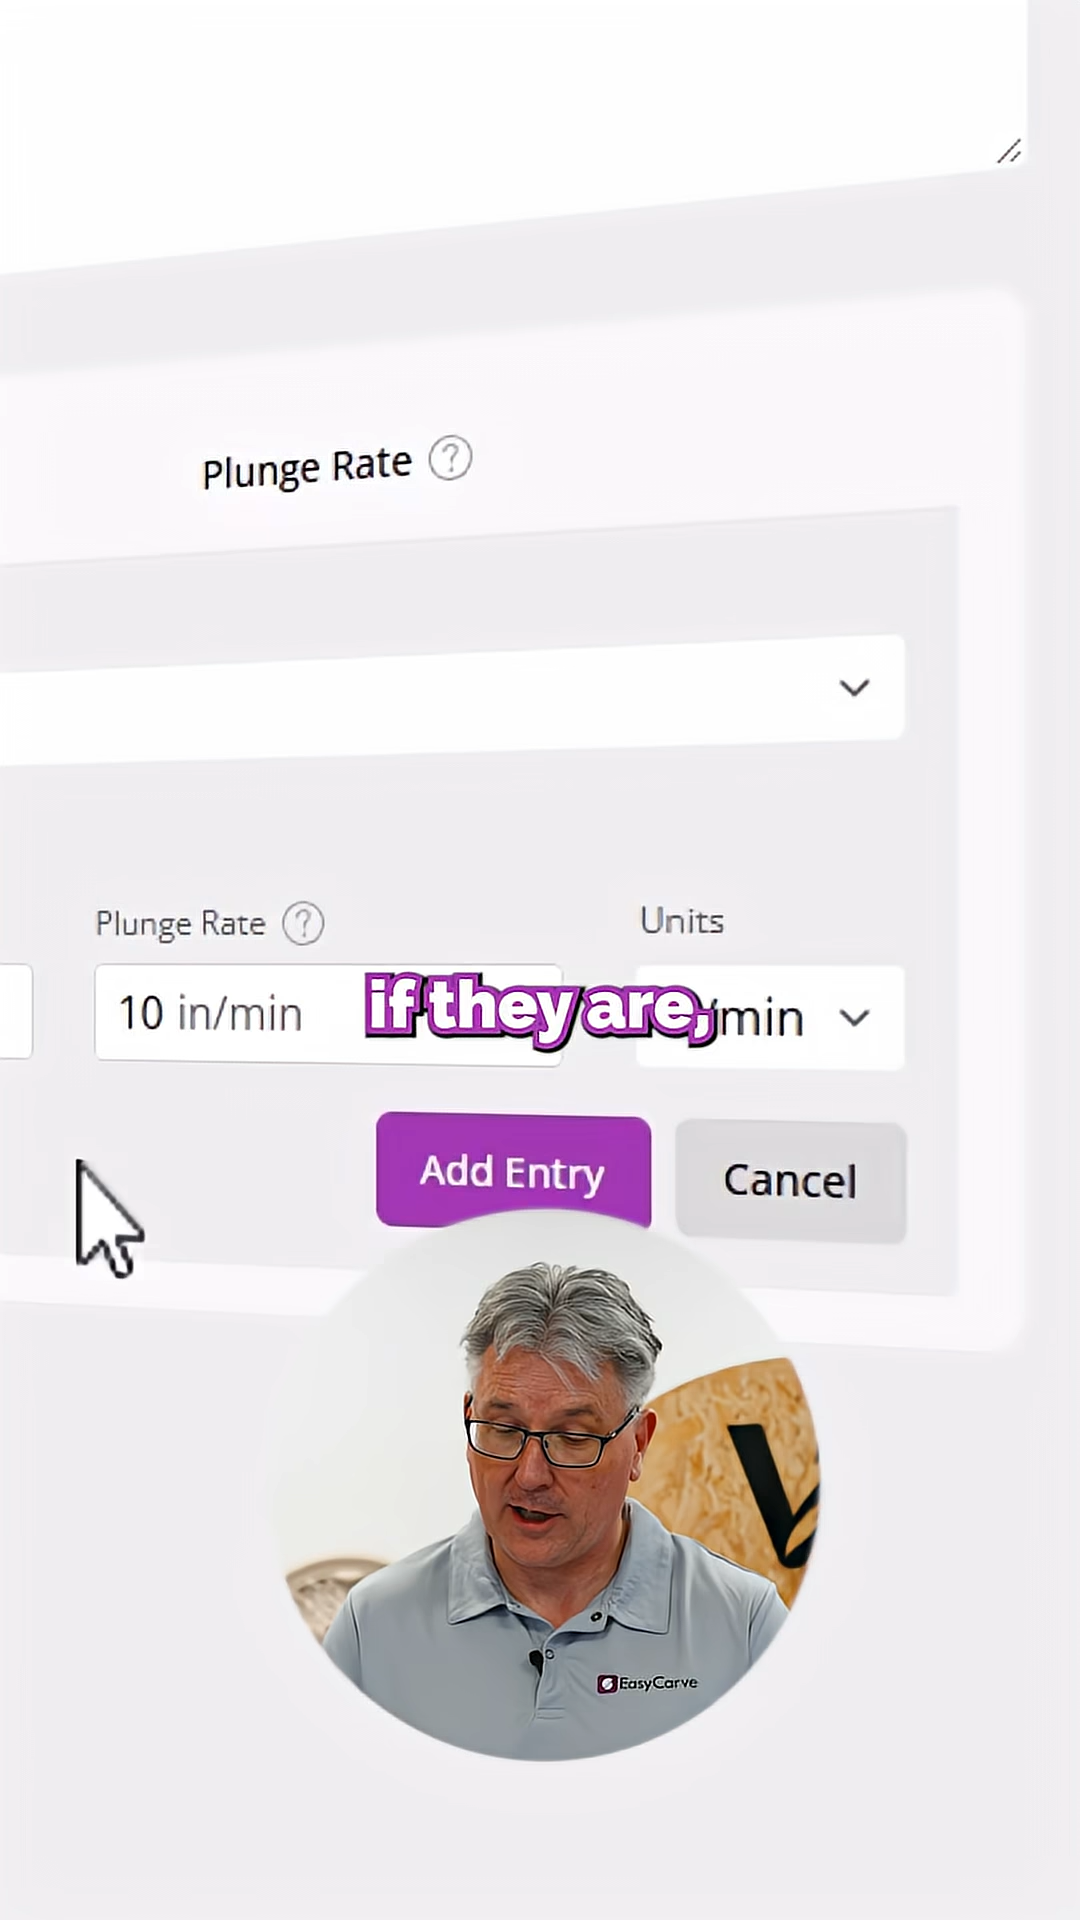 Plunge Rate ?
Plunge Rate ?
Units
10 in/min
/min
if they are,
Add Entry
Cancel
EasyCarve